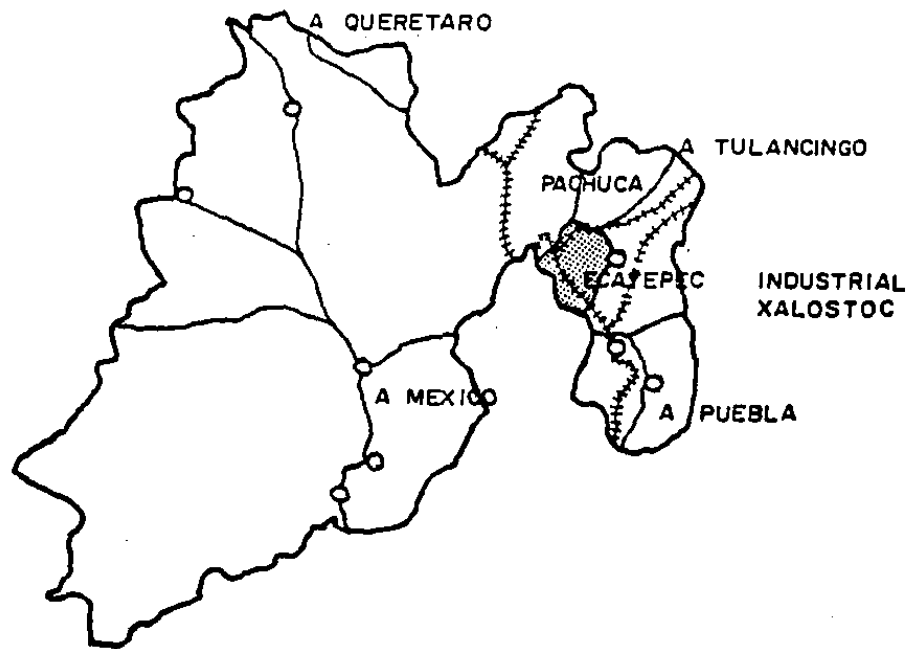 A QUERETARO
A TULANCINGO
PACHUCA
ECATEPEC
INDUSTRIAL
XALOSTOC
A MEXICO
A PUEBLA